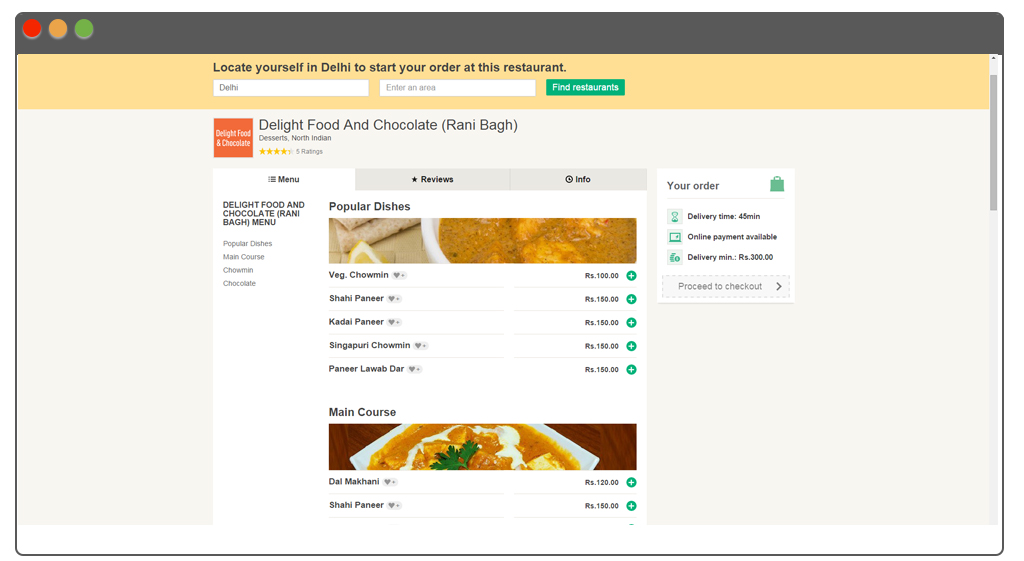 Locate yourself in Delhi to start your order at this restaurant.
Delhi
Enter an area
Find restaurants
Delight Food
& Chocolate
Delight Food And Chocolate (Rani Bagh)
Desserts, North Indian
5 Ratings
Menu
Reviews
Info
DELIGHT FOOD AND
CHOCOLATE (RANI
BAGH) MENU
Popular Dishes
Main Course
Chowmin
Chocolate
Popular Dishes
Veg. Chowmin Rs.100.00
Shahi Paneer Rs.150.00
Kadai Paneer Rs.150.00
Singapuri Chowmin Rs.150.00
Paneer Lawab Dar Rs.150.00
Main Course
Dal Makhani Rs.120.00
Shahi Paneer Rs.150.00
Your order
Delivery time: 45min
Online payment available
Delivery min.: Rs.300.00
Proceed to checkout